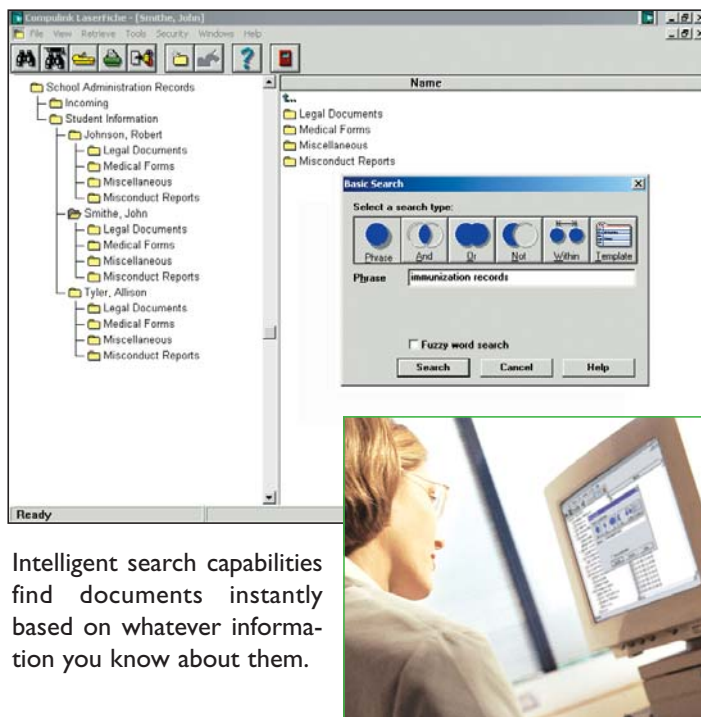 Compulink LaserFiche - [Smithe, John]
File View Retrieve Tools Security Windows Help
School Administration Records
Incoming
Student Information
Johnson, Robert
Legal Documents
Medical Forms
Miscellaneous
Misconduct Reports
Smithe, John
Legal Documents
Medical Forms
Miscellaneous
Misconduct Reports
Tyler, Allison
Legal Documents
Medical Forms
Miscellaneous
Misconduct Reports
Name
Legal Documents
Medical Forms
Miscellaneous
Misconduct Reports
Basic Search
Select a search type:
Phrase And Or Not Within Template
Phrase immunization records
Fuzzy word search
Search Cancel Help
Ready
Intelligent search capabilities
find documents instantly
based on whatever informa-
tion you know about them.